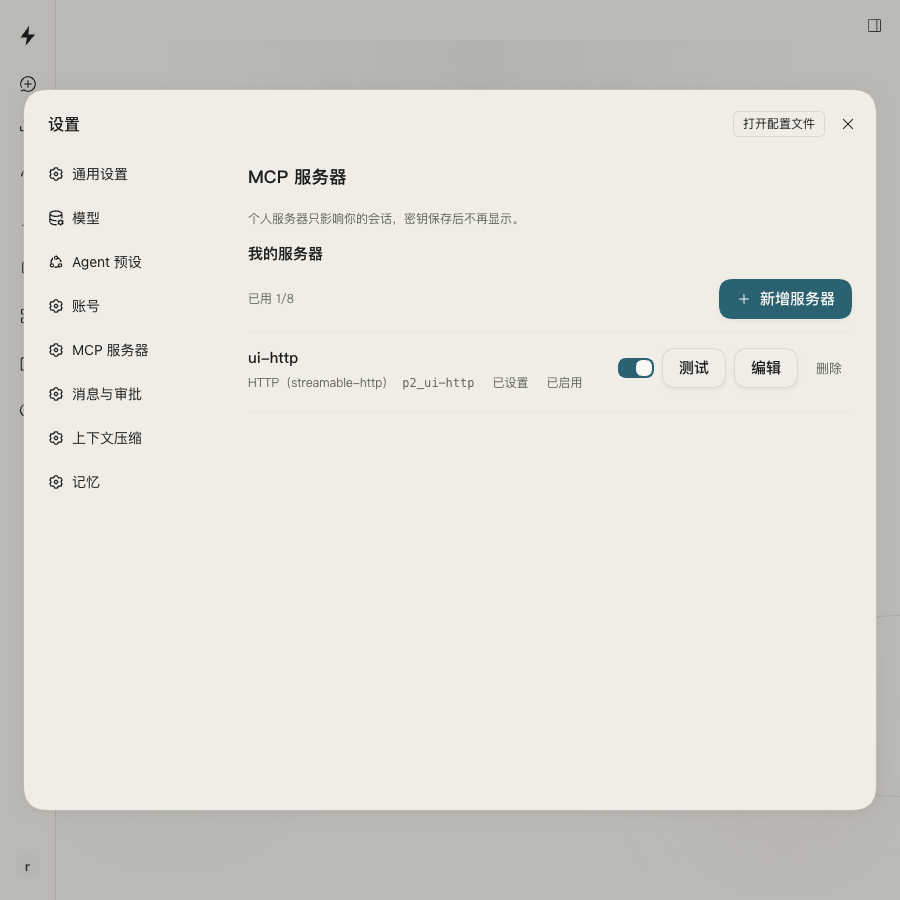 设置
打开配置文件
通用设置
模型
Agent 预设
账号
MCP 服务器
消息与审批
上下文压缩
记忆
MCP 服务器
个人服务器只影响你的会话，密钥保存后不再显示。
我的服务器
已用 1/8
新增服务器
ui-http
HTTP（streamable-http） p2_ui-http 已设置 已启用
测试
编辑
删除
r